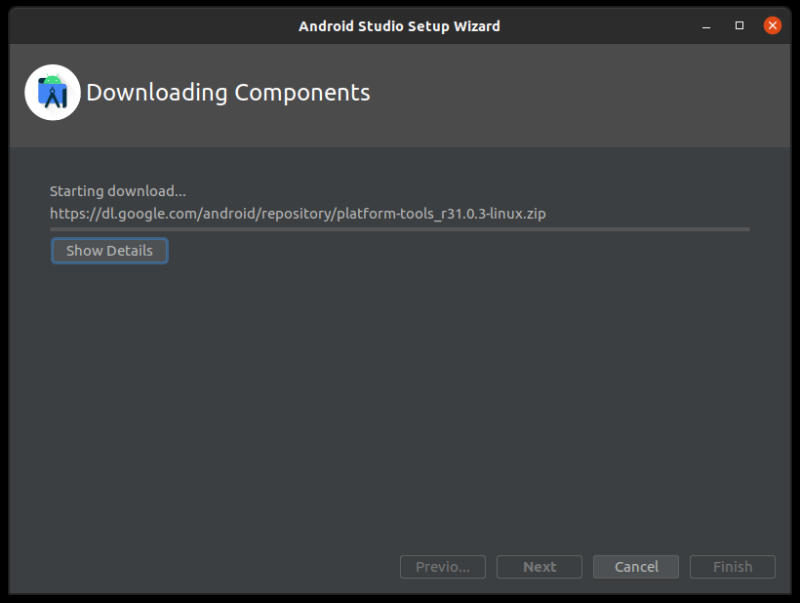 Android Studio Setup Wizard
Downloading Components
Starting download...
https://dl.google.com/android/repository/platform-tools_r31.0.3-linux.zip
Show Details
Previo... Next Cancel Finish